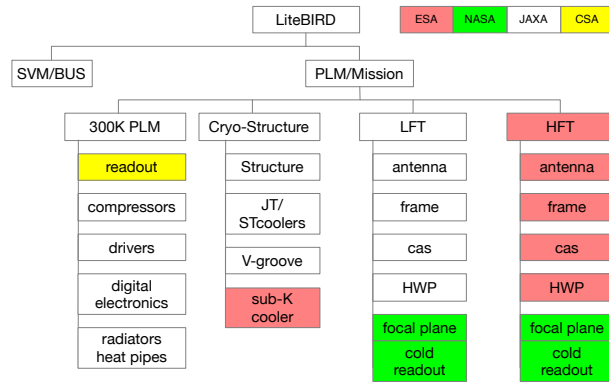 LiteBIRD
ESA NASA JAXA CSA
SVM/BUS
PLM/Mission
300K PLM
readout
compressors
drivers
digital
electronics
radiators
heat pipes
Cryo-Structure
Structure
JT/
STcoolers
V-groove
sub-K
cooler
LFT
antenna
frame
cas
HWP
focal plane
cold
readout
HFT
antenna
frame
cas
HWP
focal plane
cold
readout